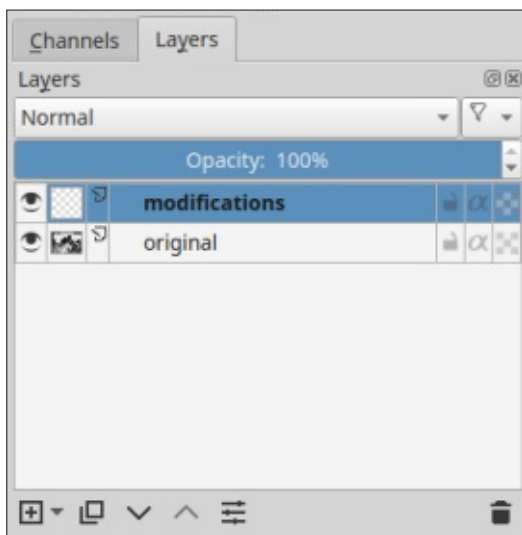 Channels Layers
Layers
Normal
Opacity: 100%
modifications
original